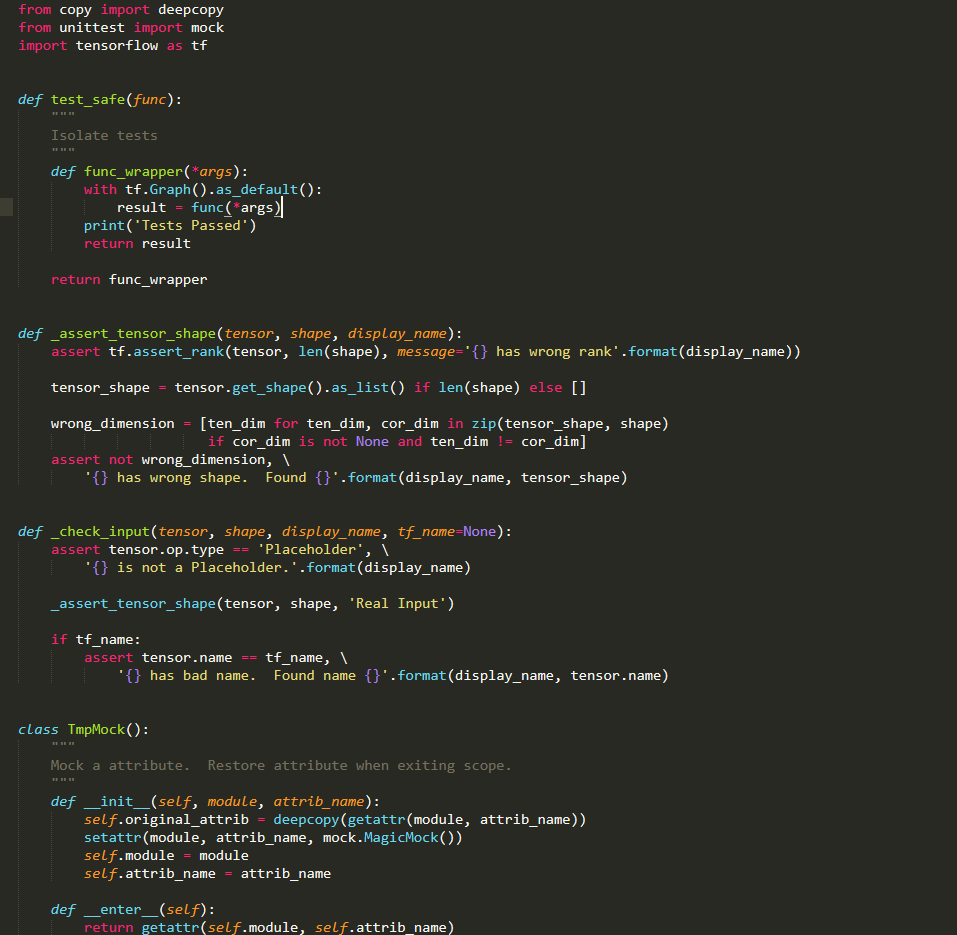 from copy import deepcopy
from unittest import mock
import tensorflow as tf
def test_safe(func):
"""
Isolate tests
"""
def func_wrapper(*args):
with tf.Graph().as_default():
result = func(*args)
print('Tests Passed')
return result
return func_wrapper
def _assert_tensor_shape(tensor, shape, display_name):
assert tf.assert_rank(tensor, len(shape), message='{} has wrong rank'.format(display_name))
tensor_shape = tensor.get_shape().as_list() if len(shape) else []
wrong_dimension = [ten_dim for ten_dim, cor_dim in zip(tensor_shape, shape)
if cor_dim is not None and ten_dim != cor_dim]
assert not wrong_dimension, \
'{} has wrong shape.  Found {}'.format(display_name, tensor_shape)
def _check_input(tensor, shape, display_name, tf_name=None):
assert tensor.op.type == 'Placeholder', \
'{} is not a Placeholder.'.format(display_name)
_assert_tensor_shape(tensor, shape, 'Real Input')
if tf_name:
assert tensor.name == tf_name, \
'{} has bad name.  Found name {}'.format(display_name, tensor.name)
class TmpMock():
"""
Mock a attribute.  Restore attribute when exiting scope.
"""
def __init__(self, module, attrib_name):
self.original_attrib = deepcopy(getattr(module, attrib_name))
setattr(module, attrib_name, mock.MagicMock())
self.module = module
self.attrib_name = attrib_name
def __enter__(self):
return getattr(self.module, self.attrib_name)